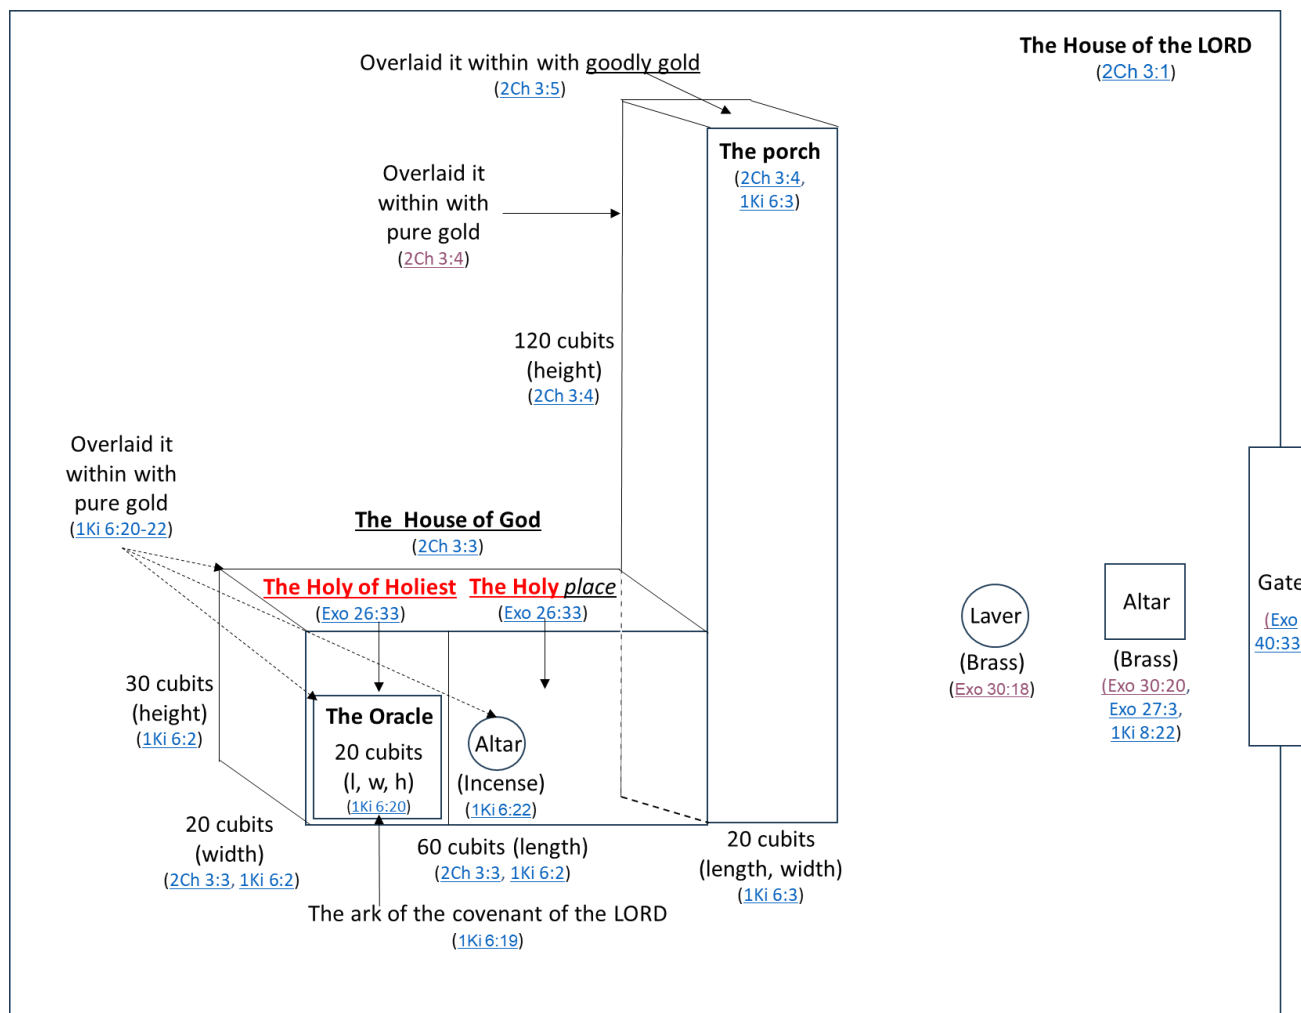 The House of the LORD
(2Ch 3:1)
Overlaid it within with goodly gold
(2Ch 3:5)
The porch
(2Ch 3:4,
1Ki 6:3)
Overlaid it
within with
pure gold
(2Ch 3:4)
120 cubits
(height)
(2Ch 3:4)
Overlaid it
within with
pure gold
(1Ki 6:20-22)
The House of God
(2Ch 3:3)
The Holy of Holiest
(Exo 26:33)
The Holy place
(Exo 26:33)
30 cubits
(height)
(1Ki 6:2)
The Oracle
20 cubits
(l, w, h)
(1Ki 6:20)
Altar
(Incense)
(1Ki 6:22)
20 cubits
(width)
(2Ch 3:3, 1Ki 6:2)
60 cubits (length)
(2Ch 3:3, 1Ki 6:2)
20 cubits
(length, width)
(1Ki 6:3)
The ark of the covenant of the LORD
(1Ki 6:19)
Laver
(Brass)
(Exo 30:18)
Altar
(Brass)
(Exo 30:20,
Exo 27:3,
1Ki 8:22)
Gate
(Exo
40:33